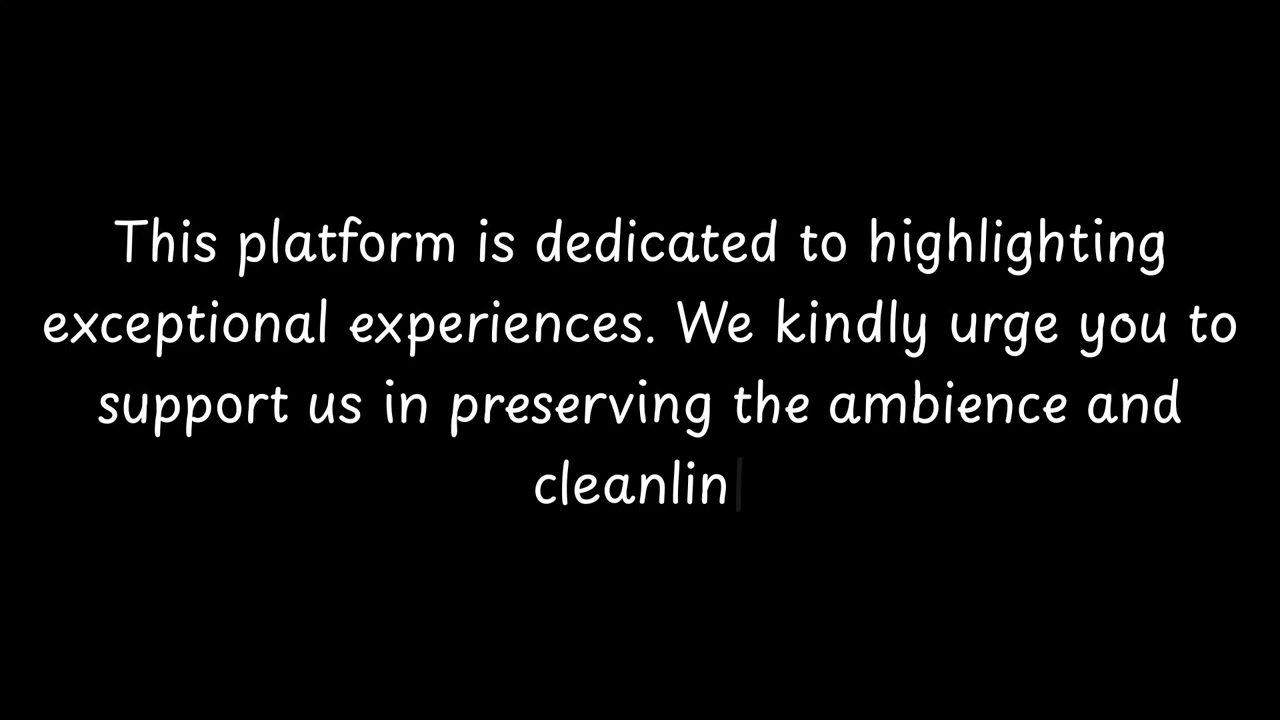 This platform is dedicated to highlighting
exceptional experiences. We kindly urge you to
support us in preserving the ambience and
cleanlin